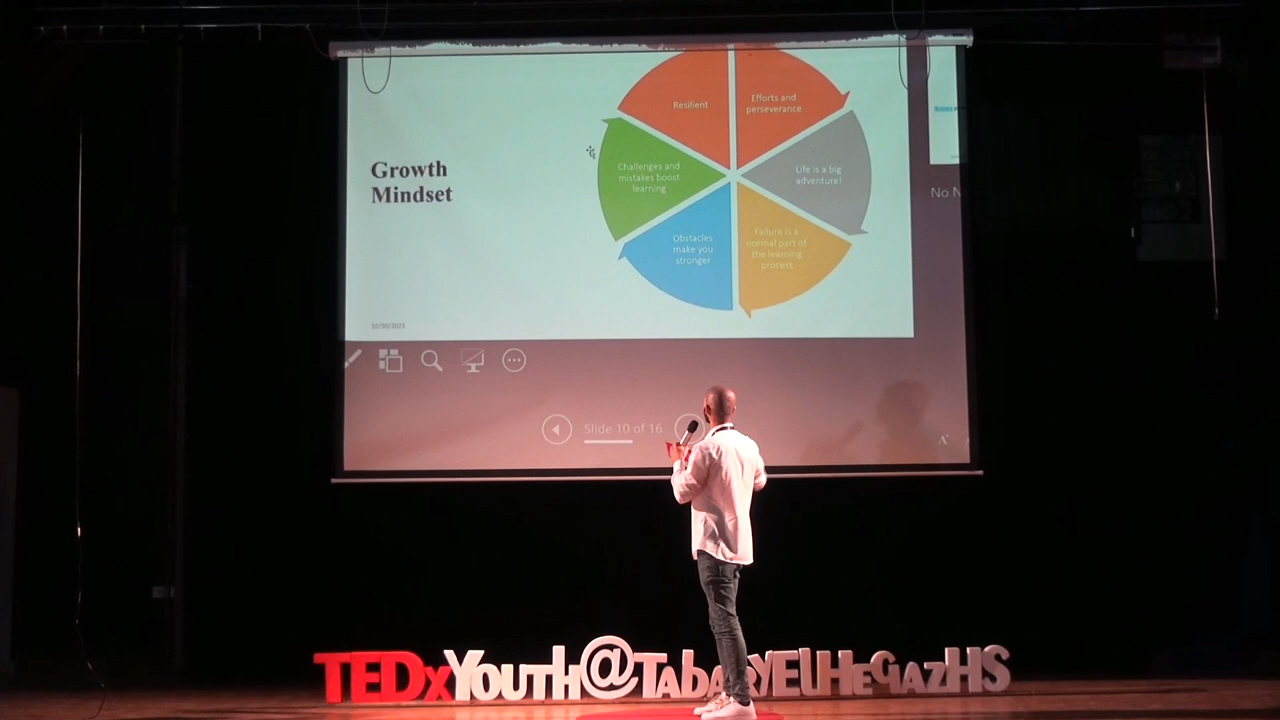 Growth
Mindset
Resilient
Efforts and
perseverance
Life is a big
adventure!
Failure is a
normal part of
the learning
process
Obstacles
make you
stronger
Challenges and
mistakes boost
learning
No N
Slide 10 of 16
TEDxYouth@TabaryElHegazHS